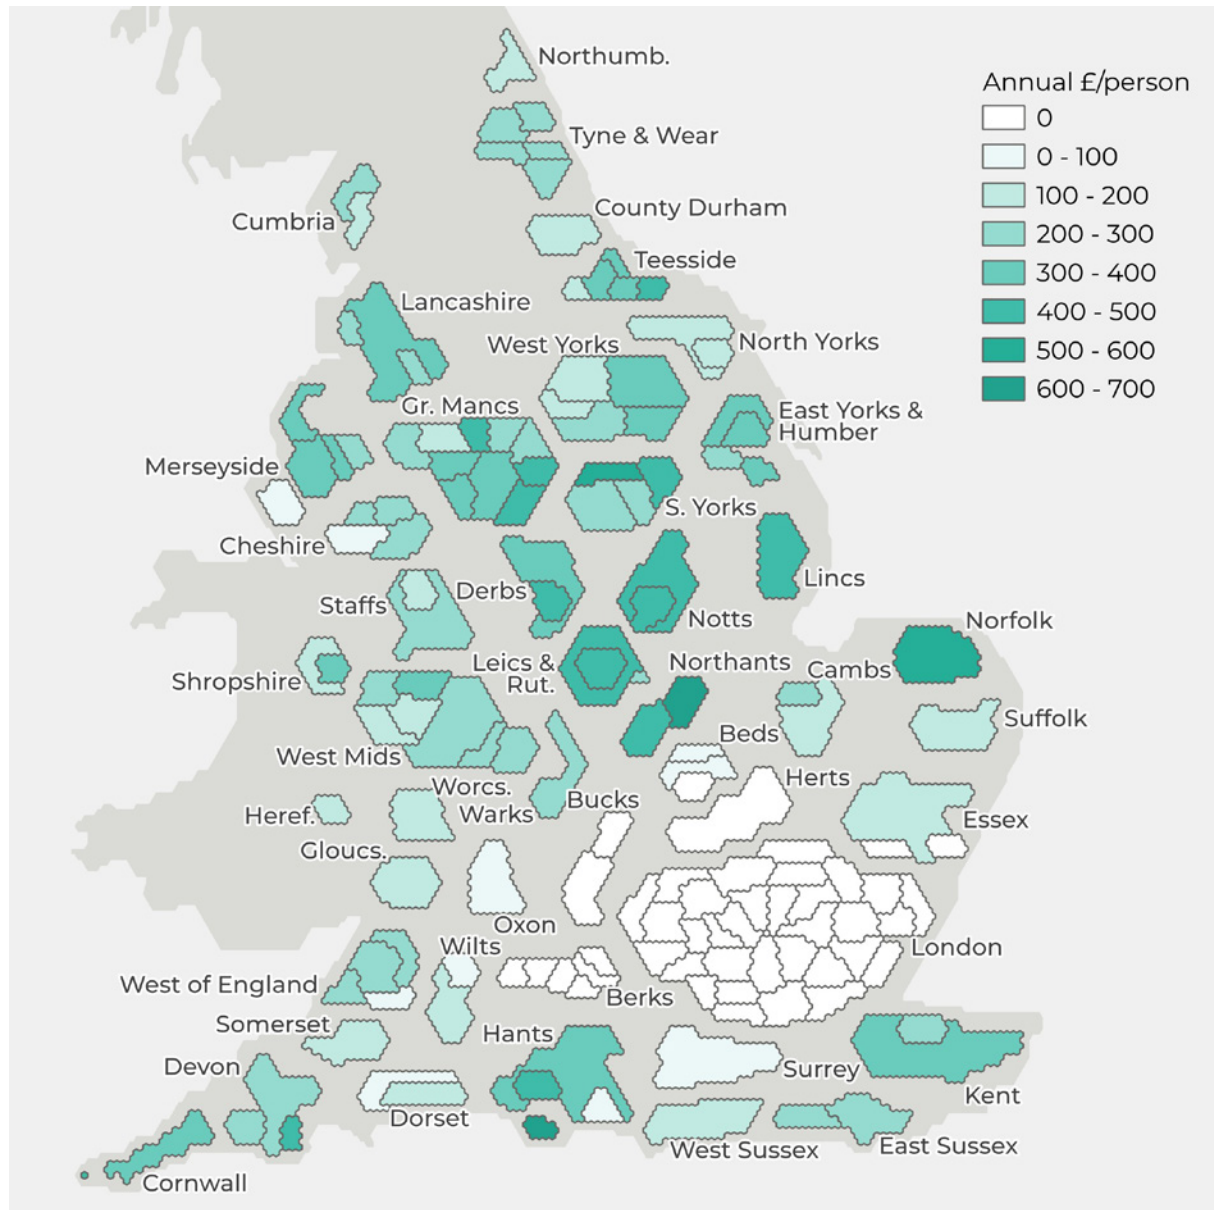 Northumb.
Annual £/person
0
0 - 100
100 - 200
200 - 300
300 - 400
400 - 500
500 - 600
600 - 700
Tyne & Wear
Cumbria
County Durham
Teesside
Lancashire
West Yorks
North Yorks
Gr. Mancs
East Yorks &
Humber
Merseyside
S. Yorks
Cheshire
Lincs
Staffs
Derbs
Notts
Norfolk
Shropshire
Leics &
Rut.
Northants
Cambs
Suffolk
West Mids
Beds
Herts
Worcs.
Warks
Bucks
Heref.
Essex
Gloucs.
Oxon
London
Wilts
West of England
Berks
Somerset
Hants
Devon
Surrey
Kent
Dorset
West Sussex
East Sussex
Cornwall